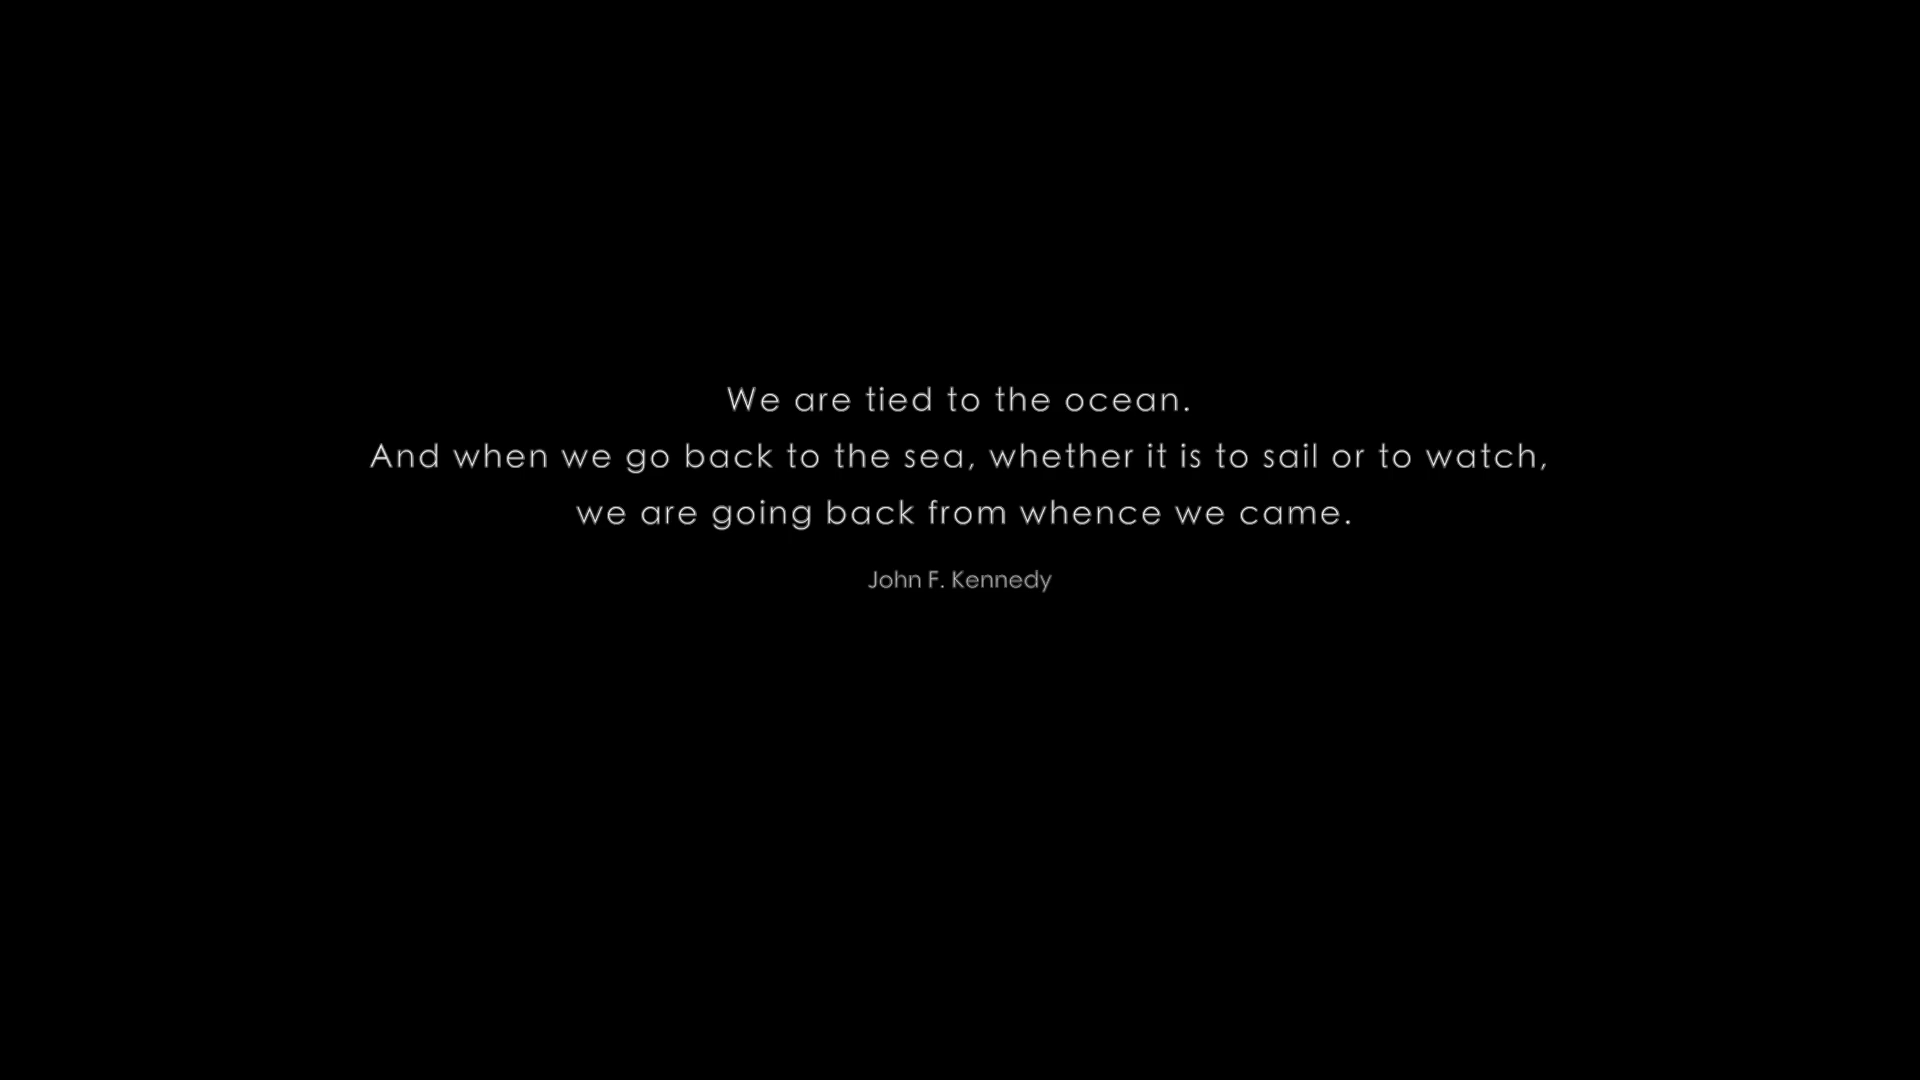 We are tied to the ocean.
And when we go back to the sea, whether it is to sail or to watch,
we are going back from whence we came.
John F. Kennedy